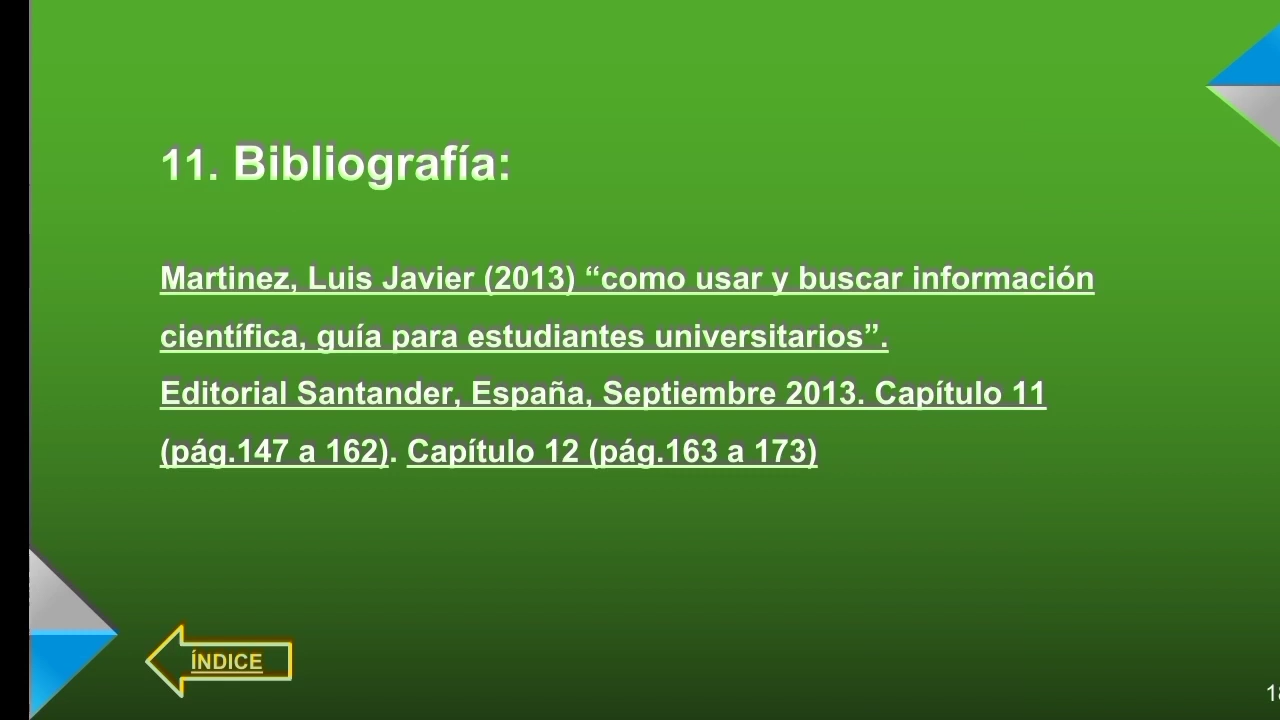 11. Bibliografía:
Martinez, Luis Javier (2013) “como usar y buscar información
científica, guía para estudiantes universitarios”.
Editorial Santander, España, Septiembre 2013. Capítulo 11
(pág.147 a 162). Capítulo 12 (pág.163 a 173)
ÍNDICE